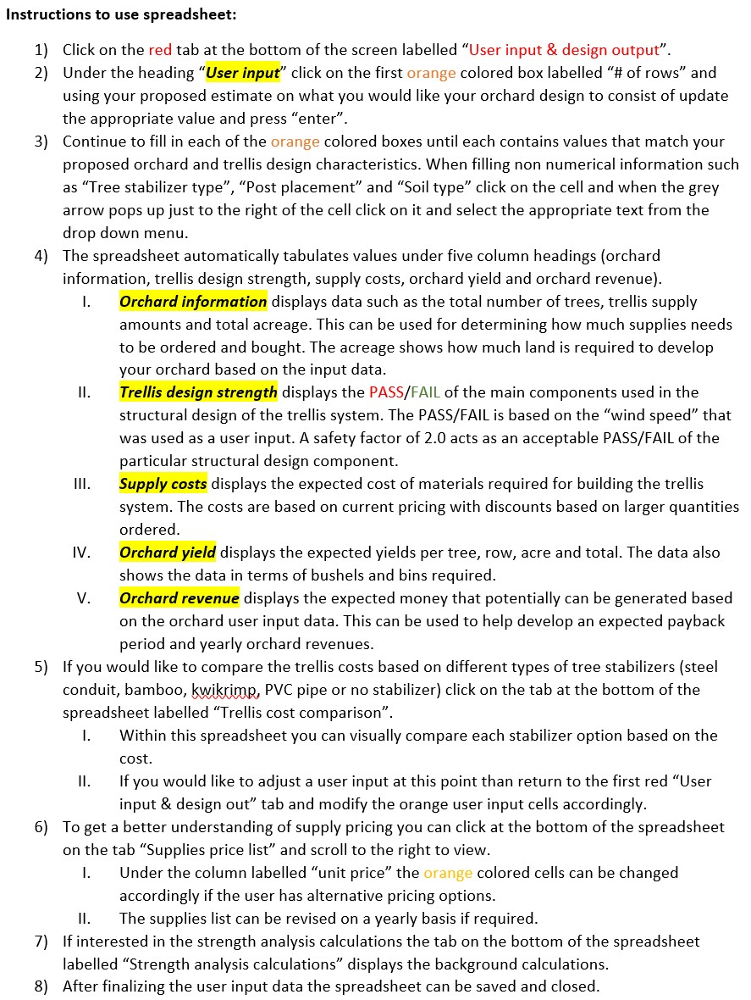 Instructions to use spreadsheet:
1) Click on the red tab at the bottom of the screen labelled “User input & design output”.
2) Under the heading “User input” click on the first orange colored box labelled “# of rows” and
using your proposed estimate on what you would like your orchard design to consist of update
the appropriate value and press “enter”.
3) Continue to fill in each of the orange colored boxes until each contains values that match your
proposed orchard and trellis design characteristics. When filling non numerical information such
as “Tree stabilizer type”, “Post placement” and “Soil type” click on the cell and when the grey
arrow pops up just to the right of the cell click on it and select the appropriate text from the
drop down menu.
4) The spreadsheet automatically tabulates values under five column headings (orchard
information, trellis design strength, supply costs, orchard yield and orchard revenue).
I. Orchard information displays data such as the total number of trees, trellis supply
amounts and total acreage. This can be used for determining how much supplies needs
to be ordered and bought. The acreage shows how much land is required to develop
your orchard based on the input data.
II. Trellis design strength displays the PASS/FAIL of the main components used in the
structural design of the trellis system. The PASS/FAIL is based on the “wind speed” that
was used as a user input. A safety factor of 2.0 acts as an acceptable PASS/FAIL of the
particular structural design component.
III. Supply costs displays the expected cost of materials required for building the trellis
system. The costs are based on current pricing with discounts based on larger quantities
ordered.
IV. Orchard yield displays the expected yields per tree, row, acre and total. The data also
shows the data in terms of bushels and bins required.
V. Orchard revenue displays the expected money that potentially can be generated based
on the orchard user input data. This can be used to help develop an expected payback
period and yearly orchard revenues.
5) If you would like to compare the trellis costs based on different types of tree stabilizers (steel
conduit, bamboo, kwikrimp, PVC pipe or no stabilizer) click on the tab at the bottom of the
spreadsheet labelled “Trellis cost comparison”.
I. Within this spreadsheet you can visually compare each stabilizer option based on the
cost.
II. If you would like to adjust a user input at this point than return to the first red “User
input & design out” tab and modify the orange user input cells accordingly.
6) To get a better understanding of supply pricing you can click at the bottom of the spreadsheet
on the tab “Supplies price list” and scroll to the right to view.
I. Under the column labelled “unit price” the orange colored cells can be changed
accordingly if the user has alternative pricing options.
II. The supplies list can be revised on a yearly basis if required.
7) If interested in the strength analysis calculations the tab on the bottom of the spreadsheet
labelled “Strength analysis calculations” displays the background calculations.
8) After finalizing the user input data the spreadsheet can be saved and closed.